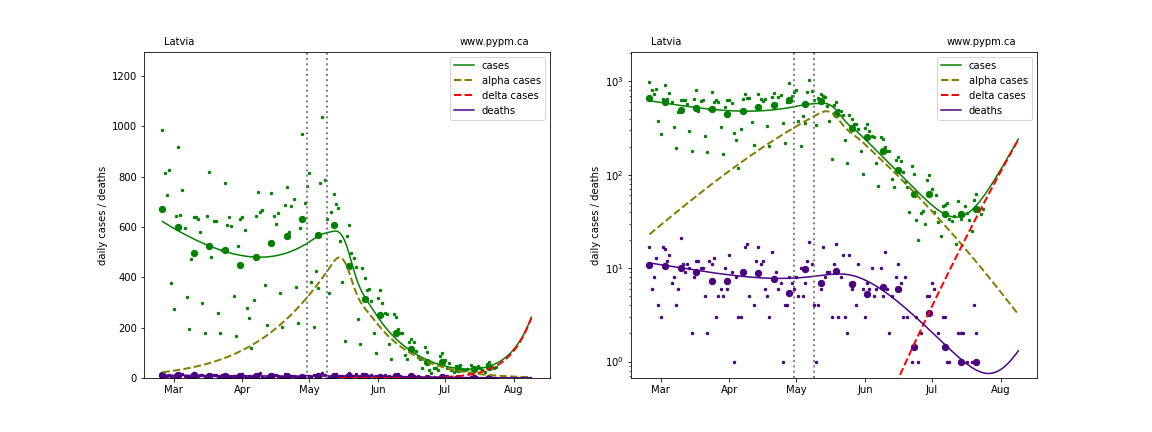 Latvia www.pypm.ca
cases
alpha cases
delta cases
deaths
1200
1000
800
600
400
200
0
daily cases / deaths
Mar Apr May Jun Jul Aug
Latvia www.pypm.ca
cases
alpha cases
delta cases
deaths
10³
10²
10¹
10⁰
daily cases / deaths
Mar Apr May Jun Jul Aug